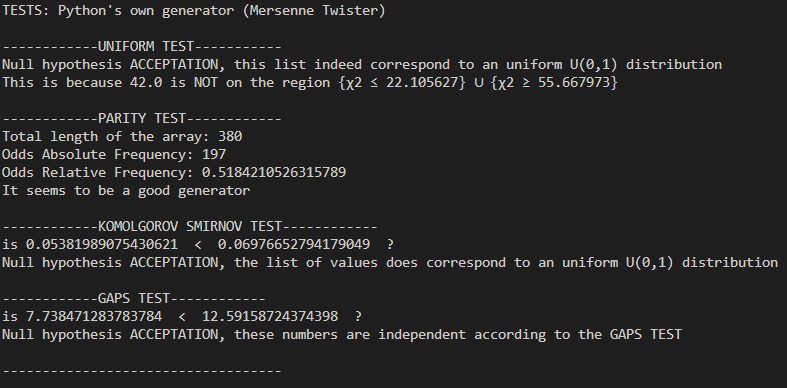 TESTS: Python's own generator (Mersenne Twister)
------------UNIFORM TEST-----------
Null hypothesis ACCEPTATION, this list indeed correspond to an uniform U(0,1) distribution
This is because 42.0 is NOT on the region {χ2 ≤ 22.105627} ∪ {χ2 ≥ 55.667973}
------------PARITY TEST------------
Total length of the array: 380
Odds Absolute Frequency: 197
Odds Relative Frequency: 0.5184210526315789
It seems to be a good generator
------------KOMOLGOROV SMIRNOV TEST------------
is 0.05381989075430621  <  0.06976652794179049  ?
Null hypothesis ACCEPTATION, the list of values does correspond to an uniform U(0,1) distribution
------------GAPS TEST------------
is 7.738471283783784  <  12.59158724374398  ?
Null hypothesis ACCEPTATION, these numbers are independent according to the GAPS TEST
-----------------------------------